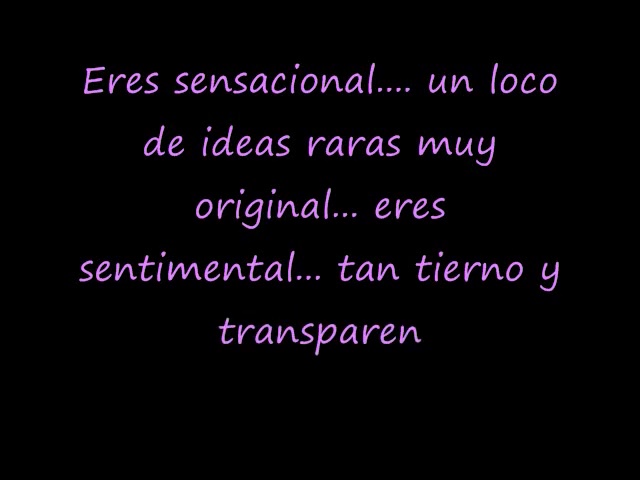 Eres sensacional.... un loco
de ideas raras muy
original... eres
sentimental... tan tierno y
transparen